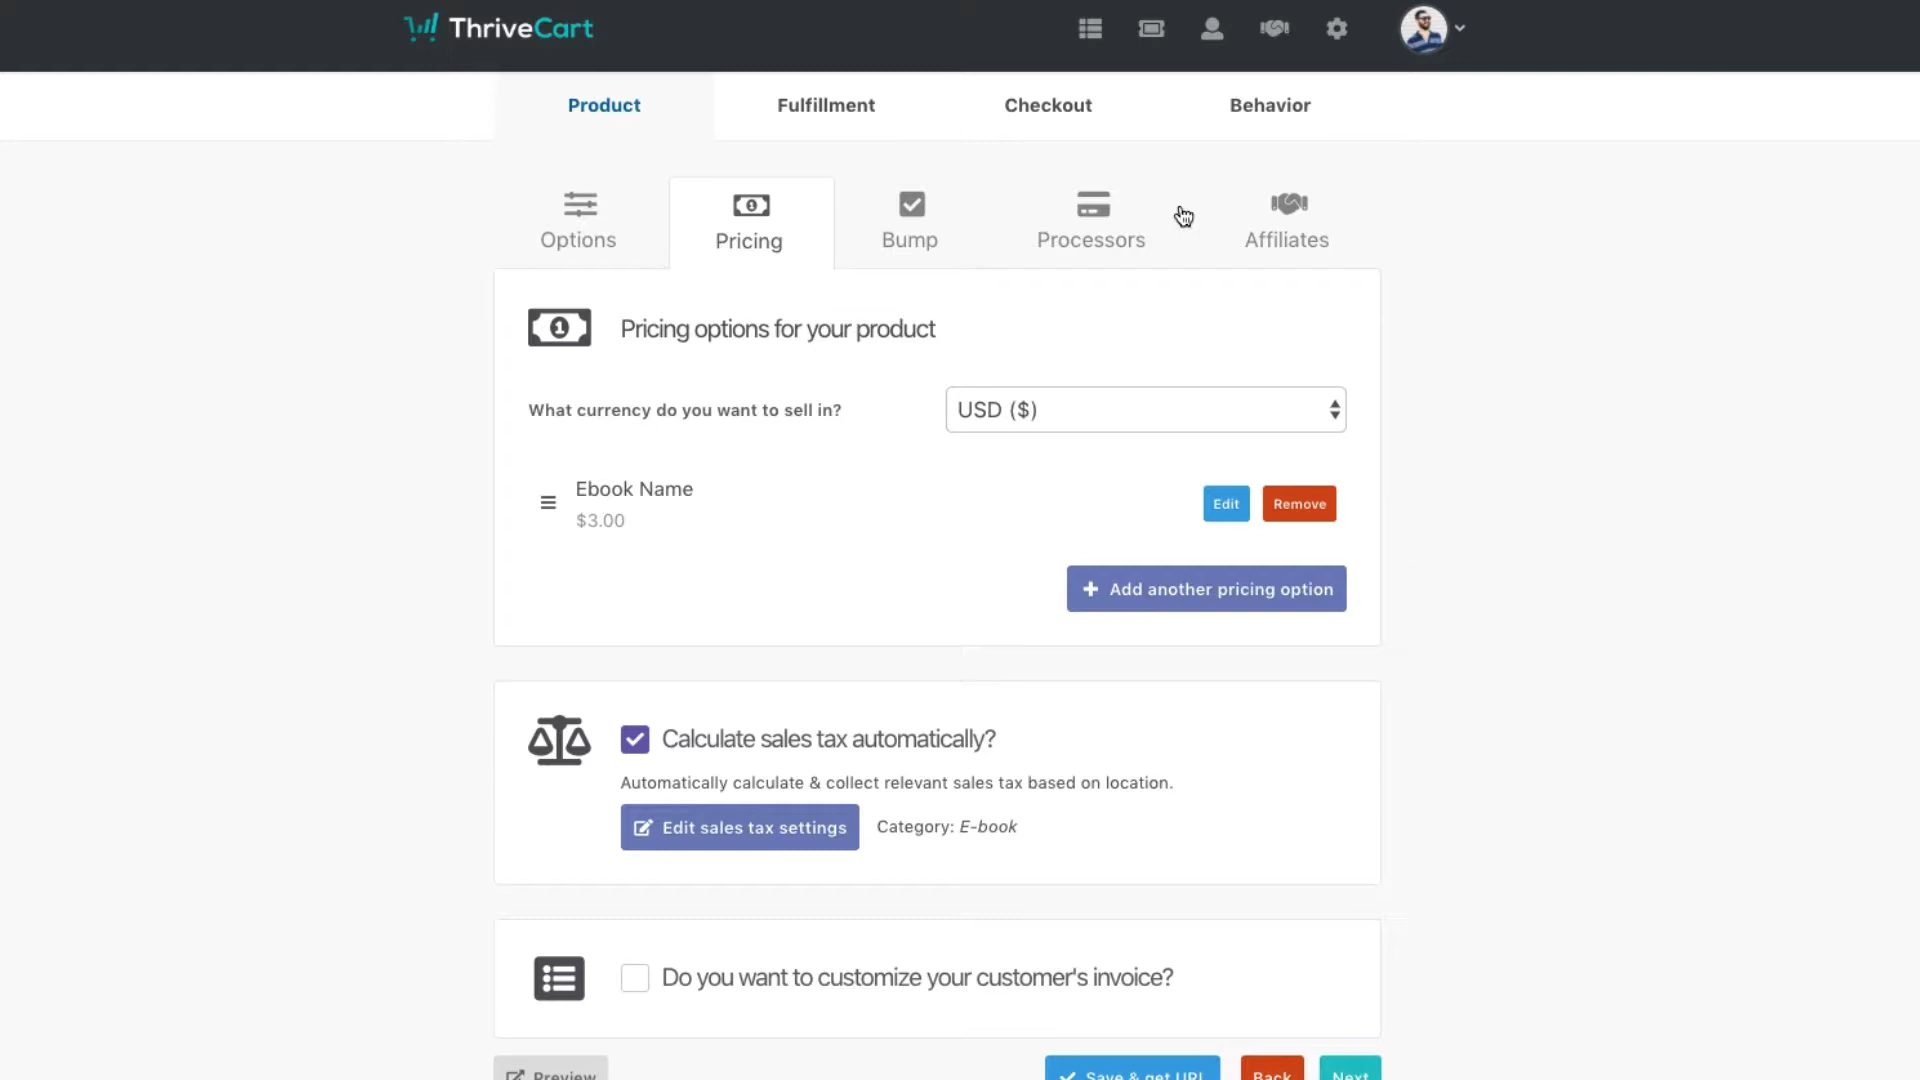 ThriveCart
Product
Fulfillment
Checkout
Behavior
Options
Pricing
Bump
Processors
Affiliates
Pricing options for your product
What currency do you want to sell in?
USD ($)
Ebook Name
$3.00
Edit
Remove
Add another pricing option
Calculate sales tax automatically?
Automatically calculate & collect relevant sales tax based on location.
Edit sales tax settings
Category: E-book
Do you want to customize your customer's invoice?
Preview
Save & get URL
Back
Next